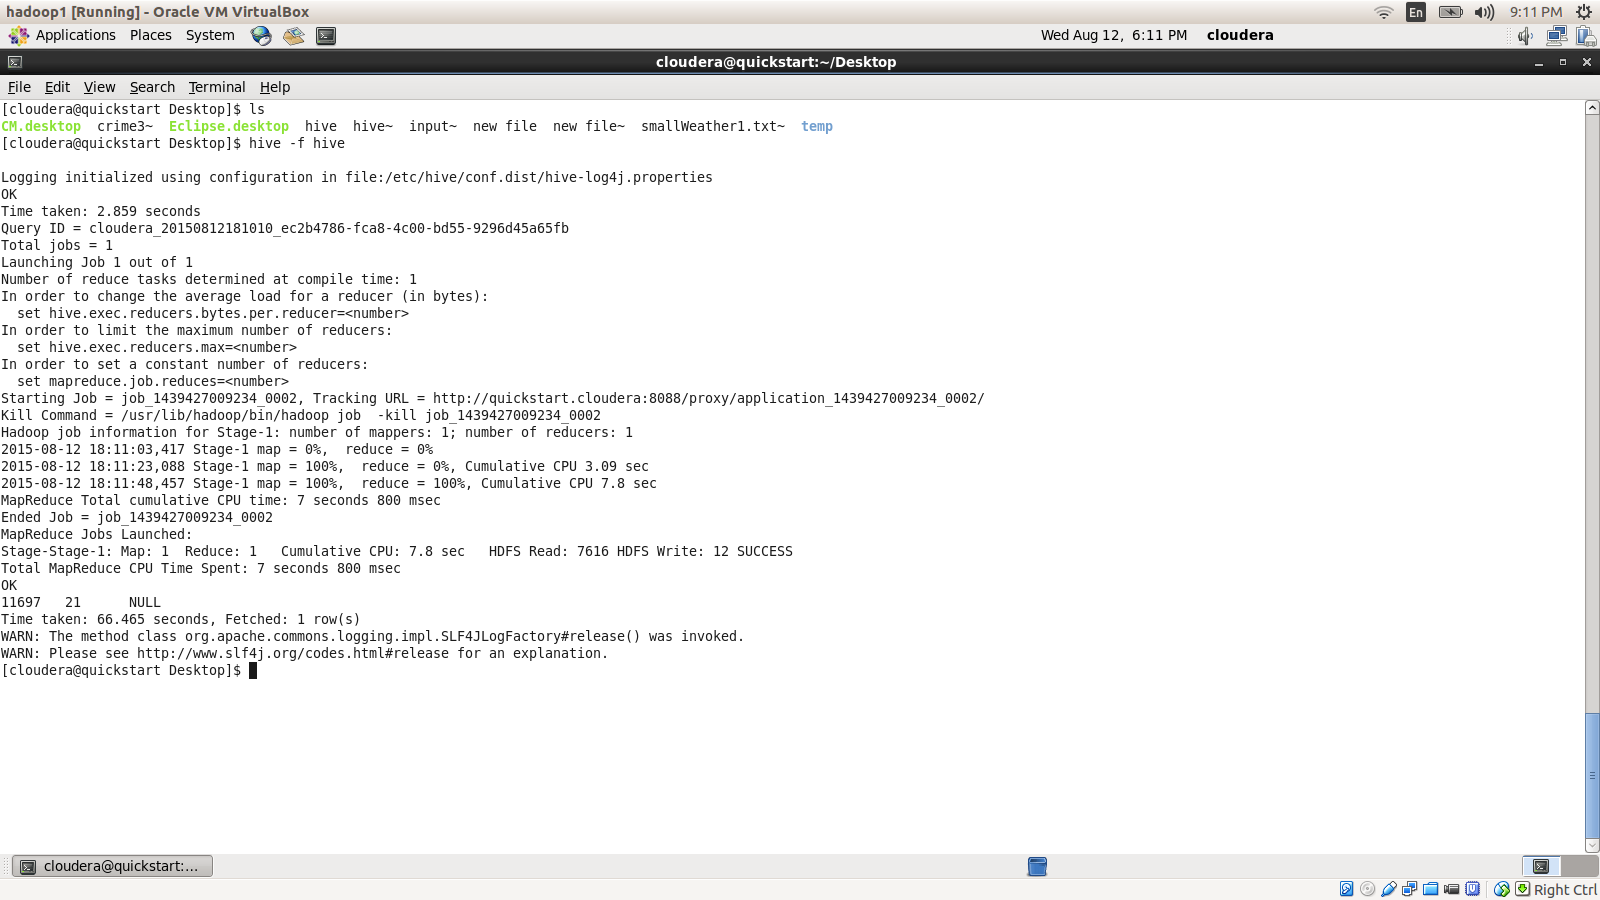 hadoop1 [Running] - Oracle VM VirtualBox
En
9:11 PM
Applications Places System
Wed Aug 12, 6:11 PM cloudera
cloudera@quickstart:~/Desktop
File Edit View Search Terminal Help
[cloudera@quickstart Desktop]$ ls
CM.desktop  crime3~  Eclipse.desktop  hive  hive~  input~  new file  new file~  smallWeather1.txt~  temp
[cloudera@quickstart Desktop]$ hive -f hive
Logging initialized using configuration in file:/etc/hive/conf.dist/hive-log4j.properties
OK
Time taken: 2.859 seconds
Query ID = cloudera_20150812181010_ec2b4786-fca8-4c00-bd55-9296d45a65fb
Total jobs = 1
Launching Job 1 out of 1
Number of reduce tasks determined at compile time: 1
In order to change the average load for a reducer (in bytes):
  set hive.exec.reducers.bytes.per.reducer=<number>
In order to limit the maximum number of reducers:
  set hive.exec.reducers.max=<number>
In order to set a constant number of reducers:
  set mapreduce.job.reduces=<number>
Starting Job = job_1439427009234_0002, Tracking URL = http://quickstart.cloudera:8088/proxy/application_1439427009234_0002/
Kill Command = /usr/lib/hadoop/bin/hadoop job  -kill job_1439427009234_0002
Hadoop job information for Stage-1: number of mappers: 1; number of reducers: 1
2015-08-12 18:11:03,417 Stage-1 map = 0%,  reduce = 0%
2015-08-12 18:11:23,088 Stage-1 map = 100%,  reduce = 0%, Cumulative CPU 3.09 sec
2015-08-12 18:11:48,457 Stage-1 map = 100%,  reduce = 100%, Cumulative CPU 7.8 sec
MapReduce Total cumulative CPU time: 7 seconds 800 msec
Ended Job = job_1439427009234_0002
MapReduce Jobs Launched:
Stage-Stage-1: Map: 1  Reduce: 1   Cumulative CPU: 7.8 sec   HDFS Read: 7616 HDFS Write: 12 SUCCESS
Total MapReduce CPU Time Spent: 7 seconds 800 msec
OK
11697   21      NULL
Time taken: 66.465 seconds, Fetched: 1 row(s)
WARN: The method class org.apache.commons.logging.impl.SLF4JLogFactory#release() was invoked.
WARN: Please see http://www.slf4j.org/codes.html#release for an explanation.
[cloudera@quickstart Desktop]$
cloudera@quickstart:...
Right Ctrl